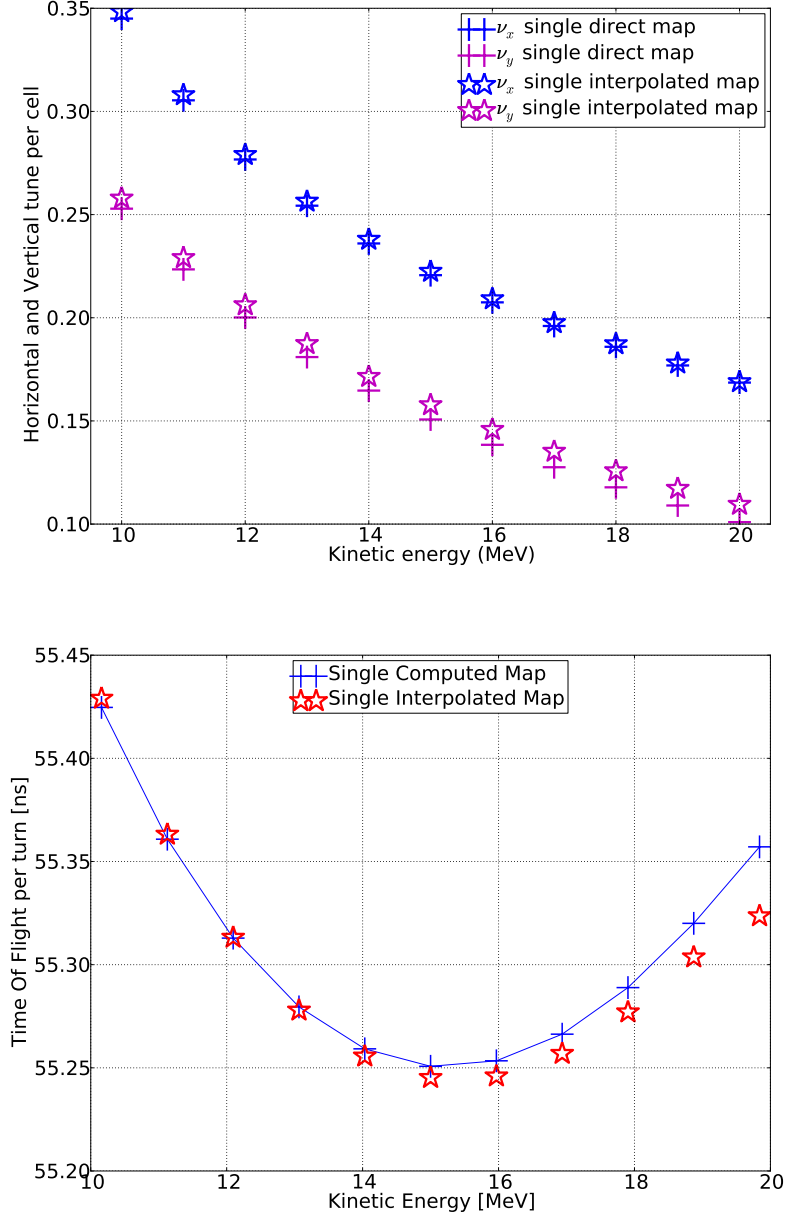 0.35
0.30
0.25
0.20
0.15
0.10
Horizontal and Vertical tune per cell
νx single direct map
νy single direct map
νx single interpolated map
νy single interpolated map
10 12 14 16 18 20
Kinetic energy (MeV)
55.45
55.40
55.35
55.30
55.25
55.20
Time Of Flight per turn [ns]
Single Computed Map
Single Interpolated Map
10 12 14 16 18 20
Kinetic Energy [MeV]